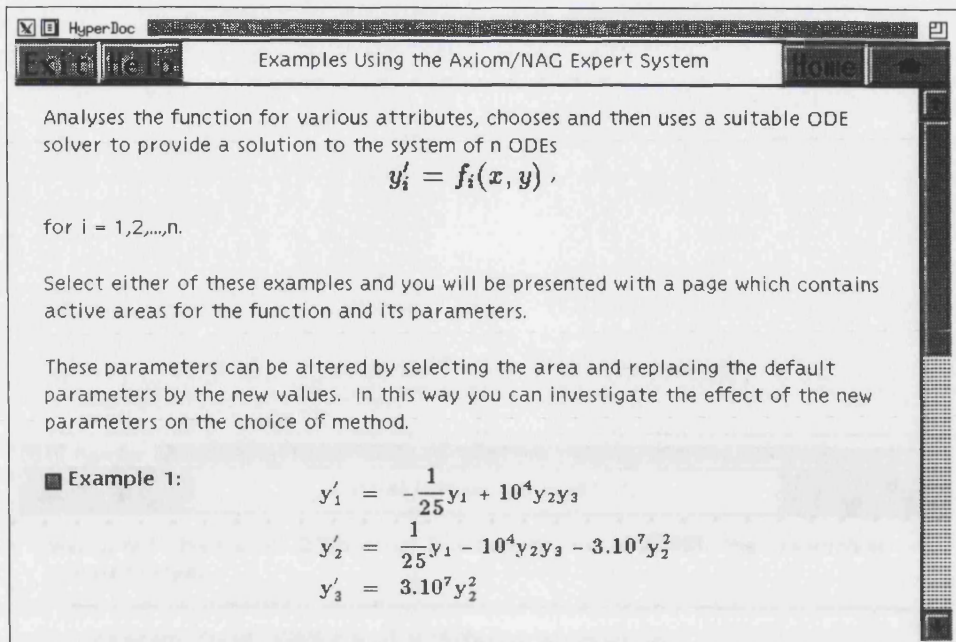 HyperDoc
Exit Help Examples Using the Axiom/NAG Expert System Home
Analyses the function for various attributes, chooses and then uses a suitable ODE
solver to provide a solution to the system of n ODEs
y′ᵢ = fᵢ(x, y) ,
for i = 1,2,...,n.
Select either of these examples and you will be presented with a page which contains
active areas for the function and its parameters.
These parameters can be altered by selecting the area and replacing the default
parameters by the new values. In this way you can investigate the effect of the new
parameters on the choice of method.
Example 1:
y′₁ = -1/25 y₁ + 10⁴y₂y₃
y′₂ = 1/25 y₁ - 10⁴y₂y₃ - 3.10⁷y₂²
y′₃ = 3.10⁷y₂²